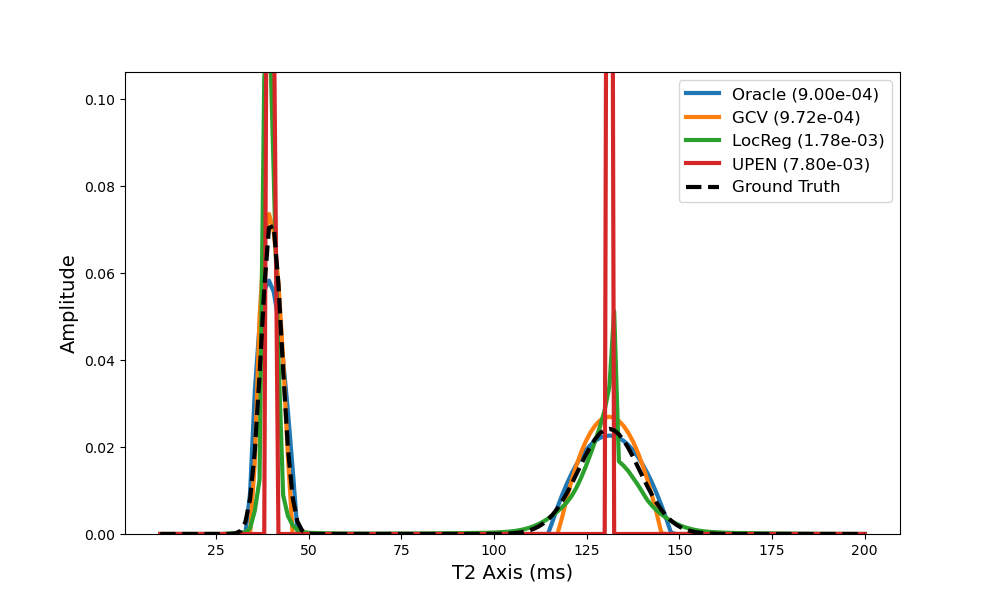 0.10
0.08
0.06
0.04
0.02
0.00
Amplitude
25 50 75 100 125 150 175 200
T2 Axis (ms)
Oracle (9.00e-04)
GCV (9.72e-04)
LocReg (1.78e-03)
UPEN (7.80e-03)
Ground Truth